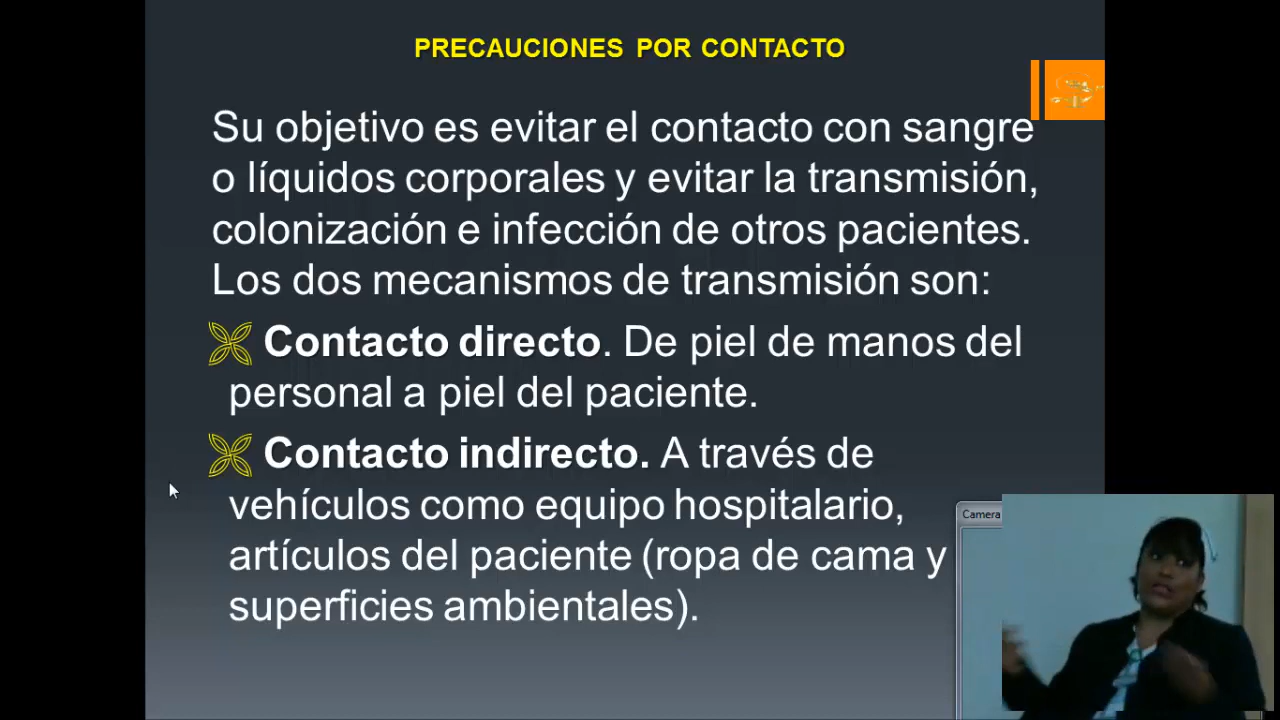 PRECAUCIONES POR CONTACTO
Su objetivo es evitar el contacto con sangre
o líquidos corporales y evitar la transmisión,
colonización e infección de otros pacientes.
Los dos mecanismos de transmisión son:
Contacto directo. De piel de manos del
personal a piel del paciente.
Contacto indirecto. A través de
vehículos como equipo hospitalario,
artículos del paciente (ropa de cama y
superficies ambientales).
Camera